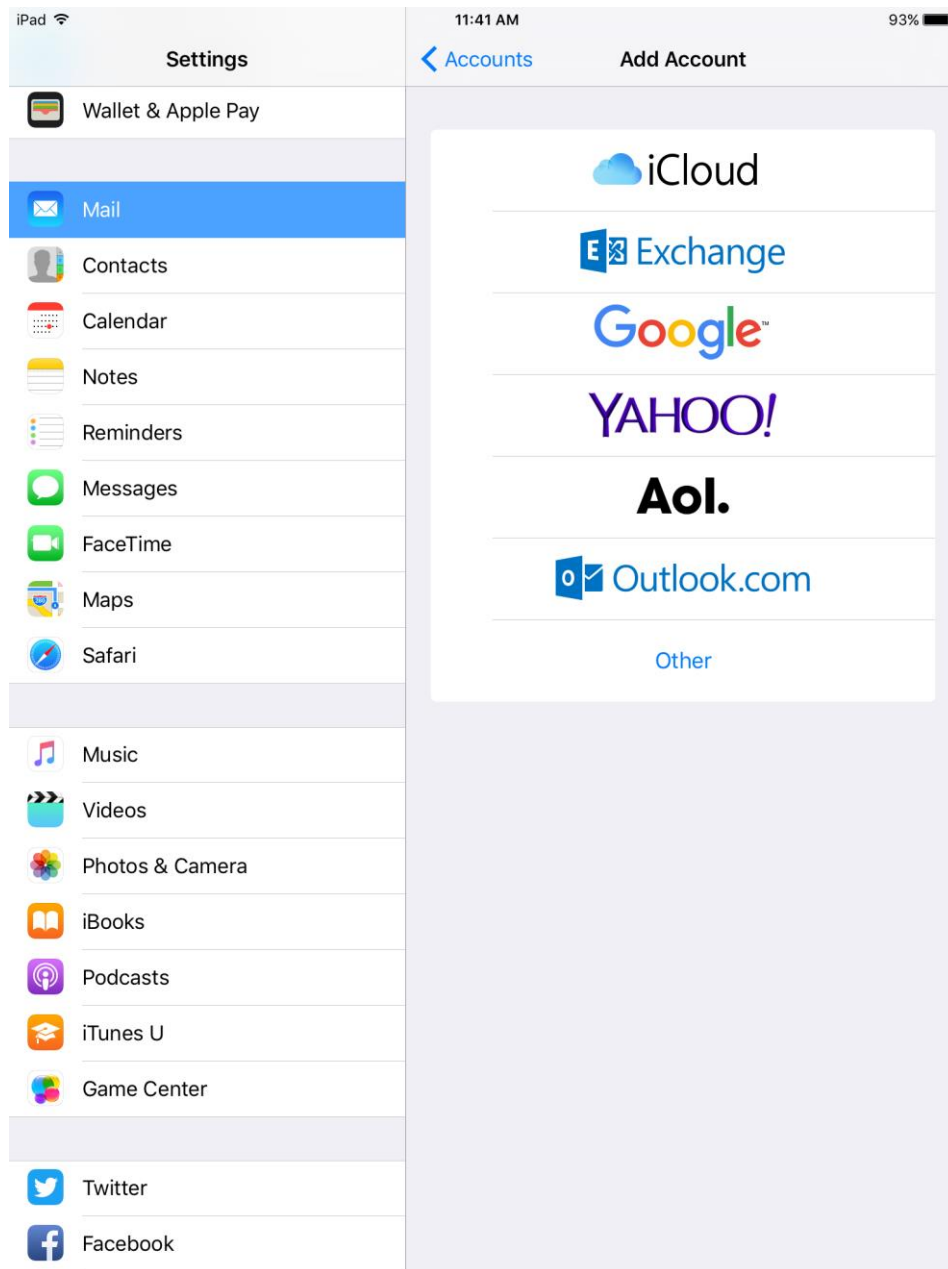 iPad
11:41 AM
93%
Settings
Accounts
Add Account
Wallet & Apple Pay
Mail
Contacts
Calendar
Notes
Reminders
Messages
FaceTime
Maps
Safari
Music
Videos
Photos & Camera
iBooks
Podcasts
iTunes U
Game Center
Twitter
Facebook
iCloud
E Exchange
Google™
YAHOO!
Aol.
o Outlook.com
Other